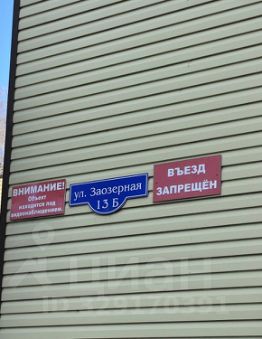 ВНИМАНИЕ!
Объект
находится под
видеонаблюдением
ул. Заозерная
13 Б
ВЪЕЗД
ЗАПРЕЩЁН
циан